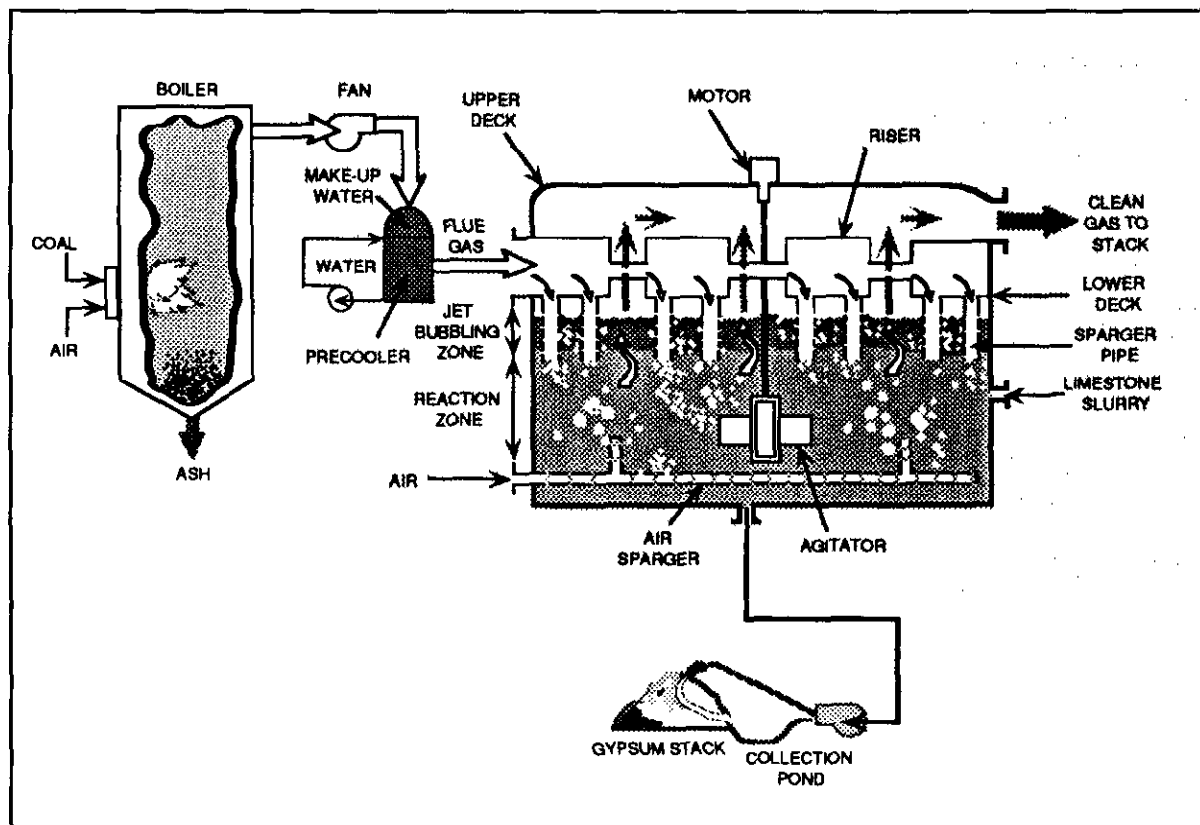 BOILER
FAN
UPPER
DECK
MOTOR
RISER
MAKE-UP
WATER
FLUE
GAS
CLEAN
GAS TO
STACK
COAL
WATER
AIR
JET
BUBBLING
ZONE
PRECOOLER
LOWER
DECK
SPARGER
PIPE
REACTION
ZONE
LIMESTONE
SLURRY
ASH
AIR
AIR
SPARGER
AGITATOR
GYPSUM STACK
COLLECTION
POND